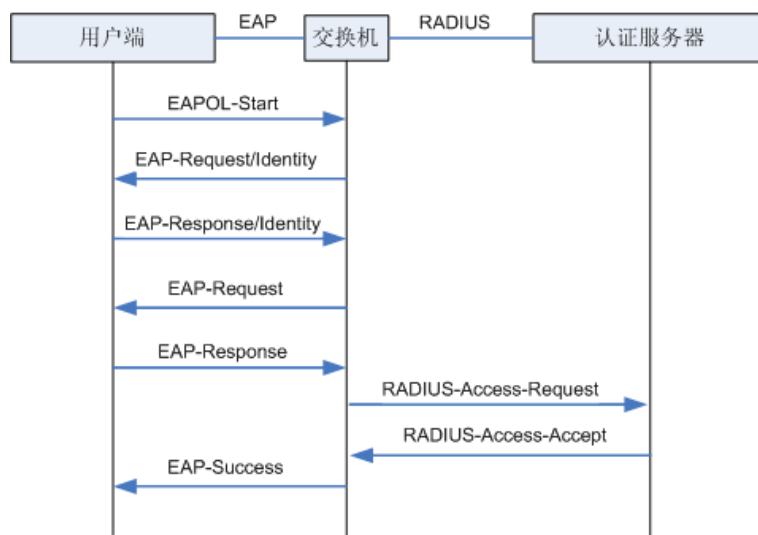 EAP
RADIUS
用户端
交换机
认证服务器
EAPOL-Start
EAP-Request/Identity
EAP-Response/Identity
EAP-Request
EAP-Response
RADIUS-Access-Request
RADIUS-Access-Accept
EAP-Success